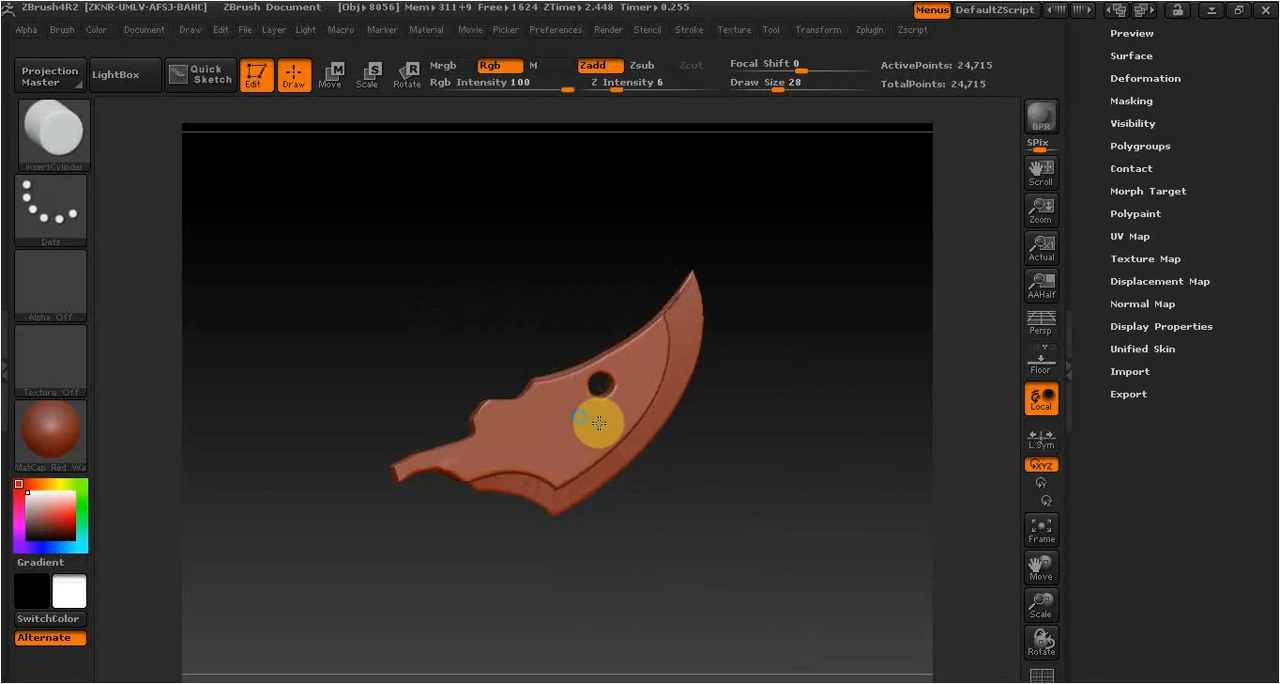 ZBrush4R2 [ZKNR-UMLV-AFSJ-BAHC] ZBrush Document [Obj] 8056] Mem▸311+9 Free▸1624 ZTime▸2.448 Timer▸0.255
Menus DefaultZScript
Alpha Brush Color Document Draw Edit File Layer Light Macro Marker Material Movie Picker Preferences Render Stencil Stroke Texture Tool Transform Zplugin Zscript
Projection Master
LightBox
Quick Sketch
Edit
Draw
Move
Scale
Rotate
Mrgb Rgb M
Rgb Intensity 100
Zadd Zsub Zcut
Z Intensity 6
Focal Shift 0
Draw Size 28
ActivePoints: 24,715
TotalPoints: 24,715
InsertCylinder
Dots
Alpha Off
Texture Off
MatCap Red Wa
Gradient
SwitchColor
Alternate
BPR
SPix
Scroll
Zoom
Actual
AAHalf
Persp
Floor
Local
L.Sym
XYZ
Y
Z
Frame
Move
Scale
Rotate
Preview
Surface
Deformation
Masking
Visibility
Polygroups
Contact
Morph Target
Polypaint
UV Map
Texture Map
Displacement Map
Normal Map
Display Properties
Unified Skin
Import
Export